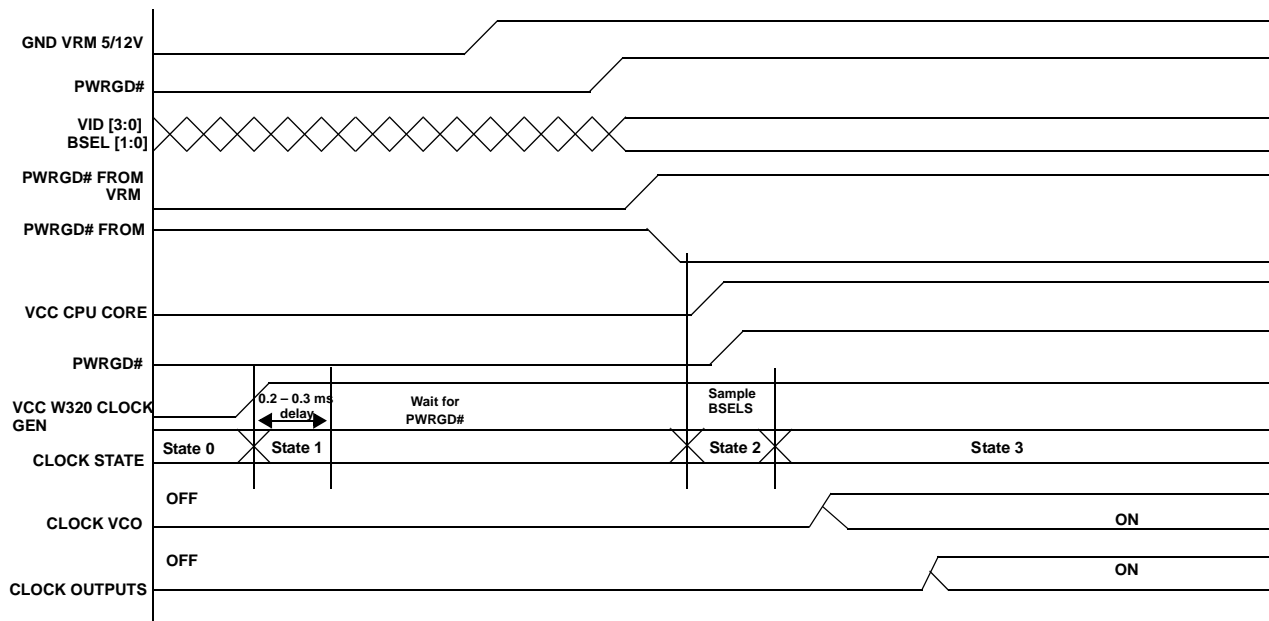 GND VRM 5/12V
PWRGD#
VID [3:0]
BSEL [1:0]
PWRGD# FROM
VRM
PWRGD# FROM
VCC CPU CORE
PWRGD#
VCC W320 CLOCK
GEN
0.2 – 0.3 ms
delay
Wait for
PWRGD#
Sample
BSELS
CLOCK STATE
State 0
State 1
State 2
State 3
OFF
CLOCK VCO
ON
OFF
CLOCK OUTPUTS
ON